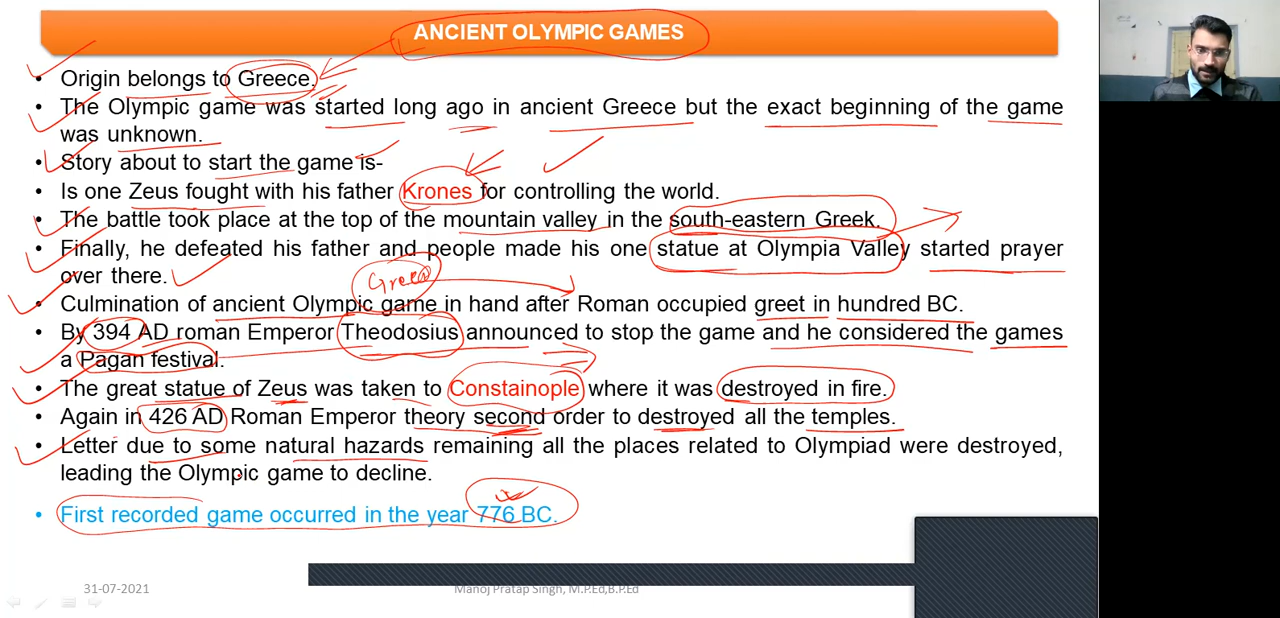 ANCIENT OLYMPIC GAMES
• Origin belongs to Greece.
• The Olympic game was started long ago in ancient Greece but the exact beginning of the game
was unknown.
• Story about to start the game is-
• Is one Zeus fought with his father Krones for controlling the world.
• The battle took place at the top of the mountain valley in the south-eastern Greek.
• Finally, he defeated his father and people made his one statue at Olympia Valley started prayer
over there.
Greece
• Culmination of ancient Olympic game in hand after Roman occupied greet in hundred BC.
• By 394 AD roman Emperor Theodosius announced to stop the game and he considered the games
a Pagan festival.
• The great statue of Zeus was taken to Constainople where it was destroyed in fire.
• Again in 426 AD Roman Emperor theory second order to destroyed all the temples.
• Letter due to some natural hazards remaining all the places related to Olympiad were destroyed,
leading the Olympic game to decline.
• First recorded game occurred in the year 776 BC.
31-07-2021
Manoj Pratap Singh, M.P.Ed,B.P.Ed